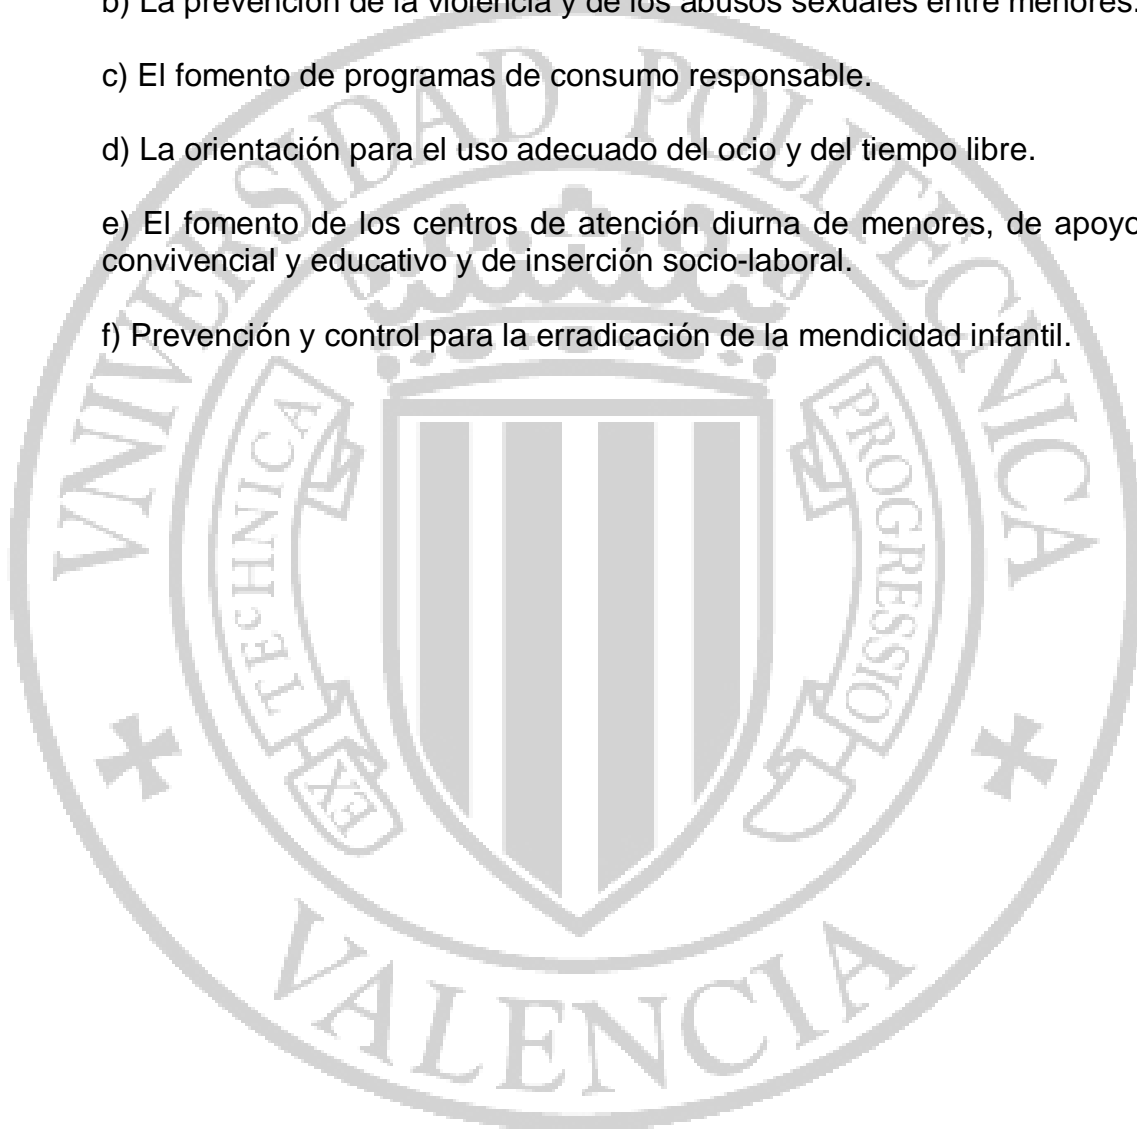 b) La prevención de la violencia y de los abusos sexuales entre menores.
c) El fomento de programas de consumo responsable.
d) La orientación para el uso adecuado del ocio y del tiempo libre.
e) El fomento de los centros de atención diurna de menores, de apoyo
convivencial y educativo y de inserción socio-laboral.
f) Prevención y control para la erradicación de la mendicidad infantil.
VNIVERSIDAD POLITECNICA
EX TECHNICA PROGRESSIO
VALENCIA